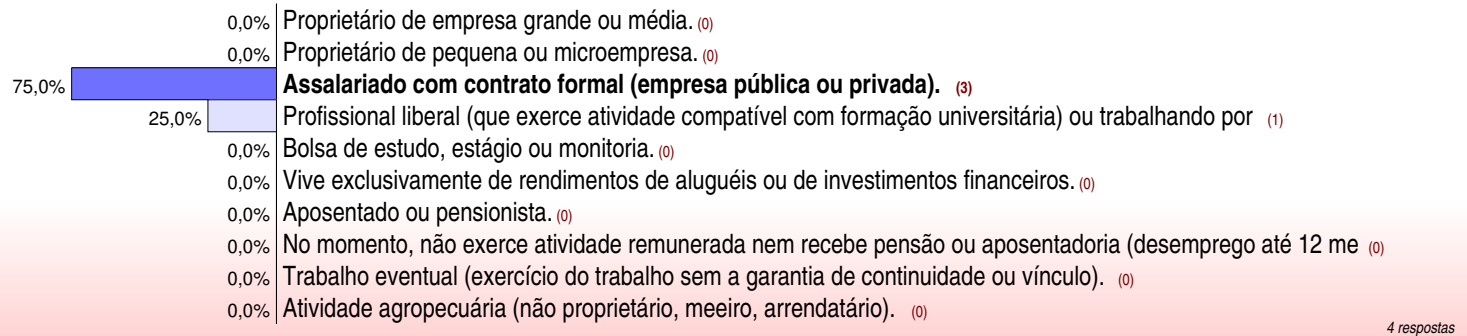 0,0% Proprietário de empresa grande ou média. (0)
0,0% Proprietário de pequena ou microempresa. (0)
75,0% Assalariado com contrato formal (empresa pública ou privada). (3)
25,0% Profissional liberal (que exerce atividade compatível com formação universitária) ou trabalhando por (1)
0,0% Bolsa de estudo, estágio ou monitoria. (0)
0,0% Vive exclusivamente de rendimentos de aluguéis ou de investimentos financeiros. (0)
0,0% Aposentado ou pensionista. (0)
0,0% No momento, não exerce atividade remunerada nem recebe pensão ou aposentadoria (desemprego até 12 me (0)
0,0% Trabalho eventual (exercício do trabalho sem a garantia de continuidade ou vínculo). (0)
0,0% Atividade agropecuária (não proprietário, meeiro, arrendatário). (0)
4 respostas